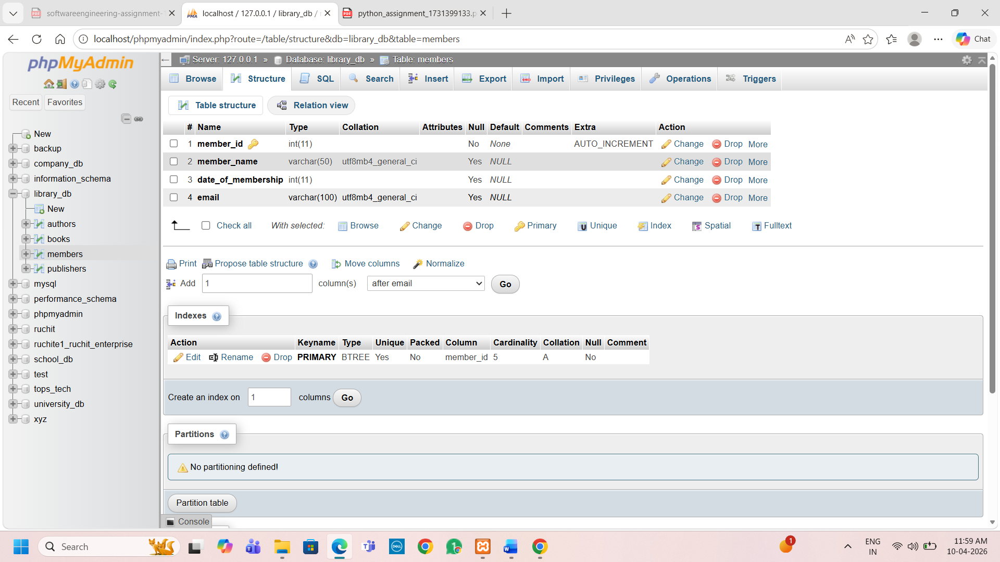 softwareengineering-assignment-
localhost / 127.0.0.1 / library_db /
python_assignment_1731399133.p
localhost/phpmyadmin/index.php?route=/table/structure&db=library_db&table=members
Chat
phpMyAdmin
Server: 127.0.0.1 » Database: library_db » Table: members
Browse Structure SQL Search Insert Export Import Privileges Operations Triggers
Recent Favorites
Table structure Relation view
New
backup
company_db
information_schema
library_db
New
authors
books
members
publishers
mysql
performance_schema
phpmyadmin
ruchit
ruchite1_ruchit_enterprise
school_db
test
tops_tech
university_db
xyz
# Name Type Collation Attributes Null Default Comments Extra Action
1 member_id int(11) No None AUTO_INCREMENT Change Drop More
2 member_name varchar(50) utf8mb4_general_ci Yes NULL Change Drop More
3 date_of_membership int(11) Yes NULL Change Drop More
4 email varchar(100) utf8mb4_general_ci Yes NULL Change Drop More
Check all With selected: Browse Change Drop Primary Unique Index Spatial Fulltext
Print Propose table structure Move columns Normalize
Add 1 column(s) after email Go
Indexes
Action Keyname Type Unique Packed Column Cardinality Collation Null Comment
Edit Rename Drop PRIMARY BTREE Yes No member_id 5 A No
Create an index on 1 columns Go
Partitions
No partitioning defined!
Partition table
Console
Search
1
ENG
IN
11:59 AM
10-04-2026